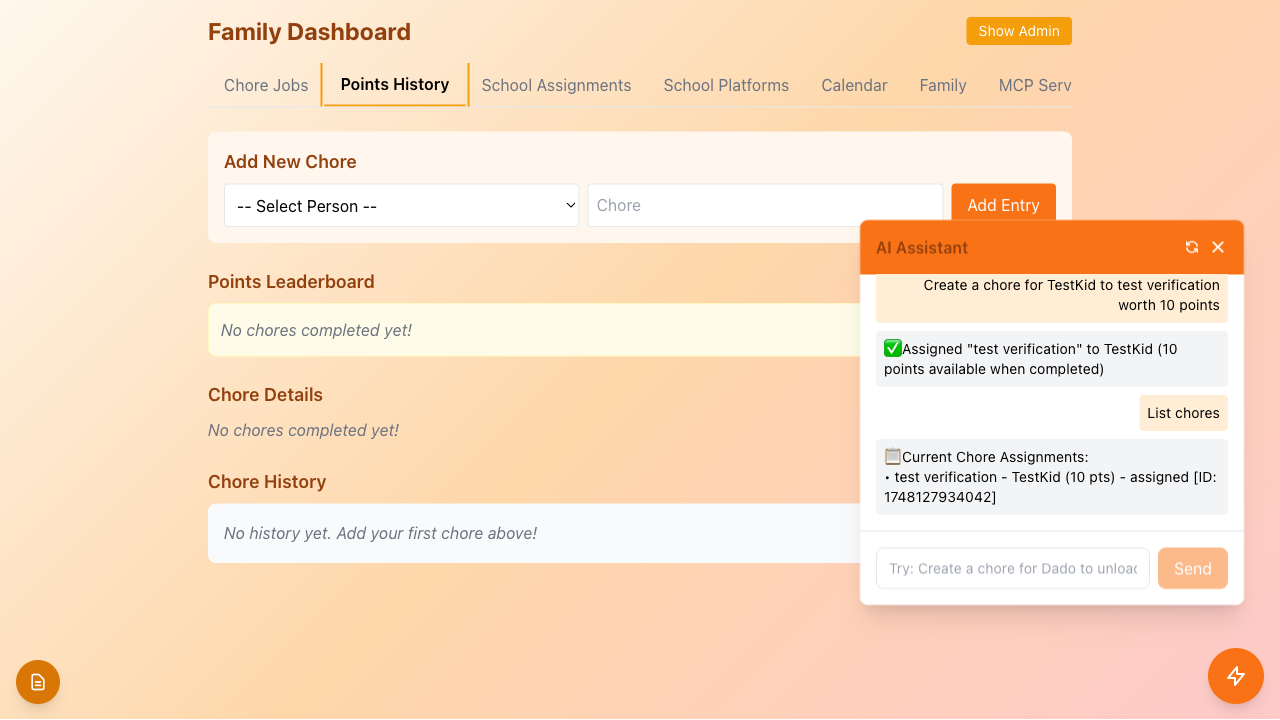 Family Dashboard
Show Admin
Chore Jobs
Points History
School Assignments
School Platforms
Calendar
Family
MCP Serv
Add New Chore
-- Select Person --
Chore
Add Entry
Points Leaderboard
No chores completed yet!
Chore Details
No chores completed yet!
Chore History
No history yet. Add your first chore above!
AI Assistant
Create a chore for TestKid to test verification
worth 10 points
✅Assigned "test verification" to TestKid (10
points available when completed)
List chores
📋Current Chore Assignments:
• test verification - TestKid (10 pts) - assigned [ID:
1748127934042]
Try: Create a chore for Dado to unload
Send